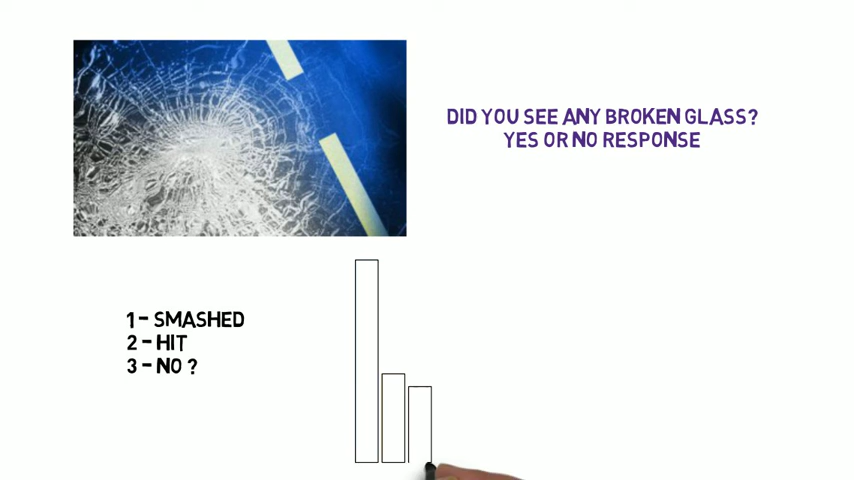 DID YOU SEE ANY BROKEN GLASS?
YES OR NO RESPONSE
1 - SMASHED
2 - HIT
3 - NO ?